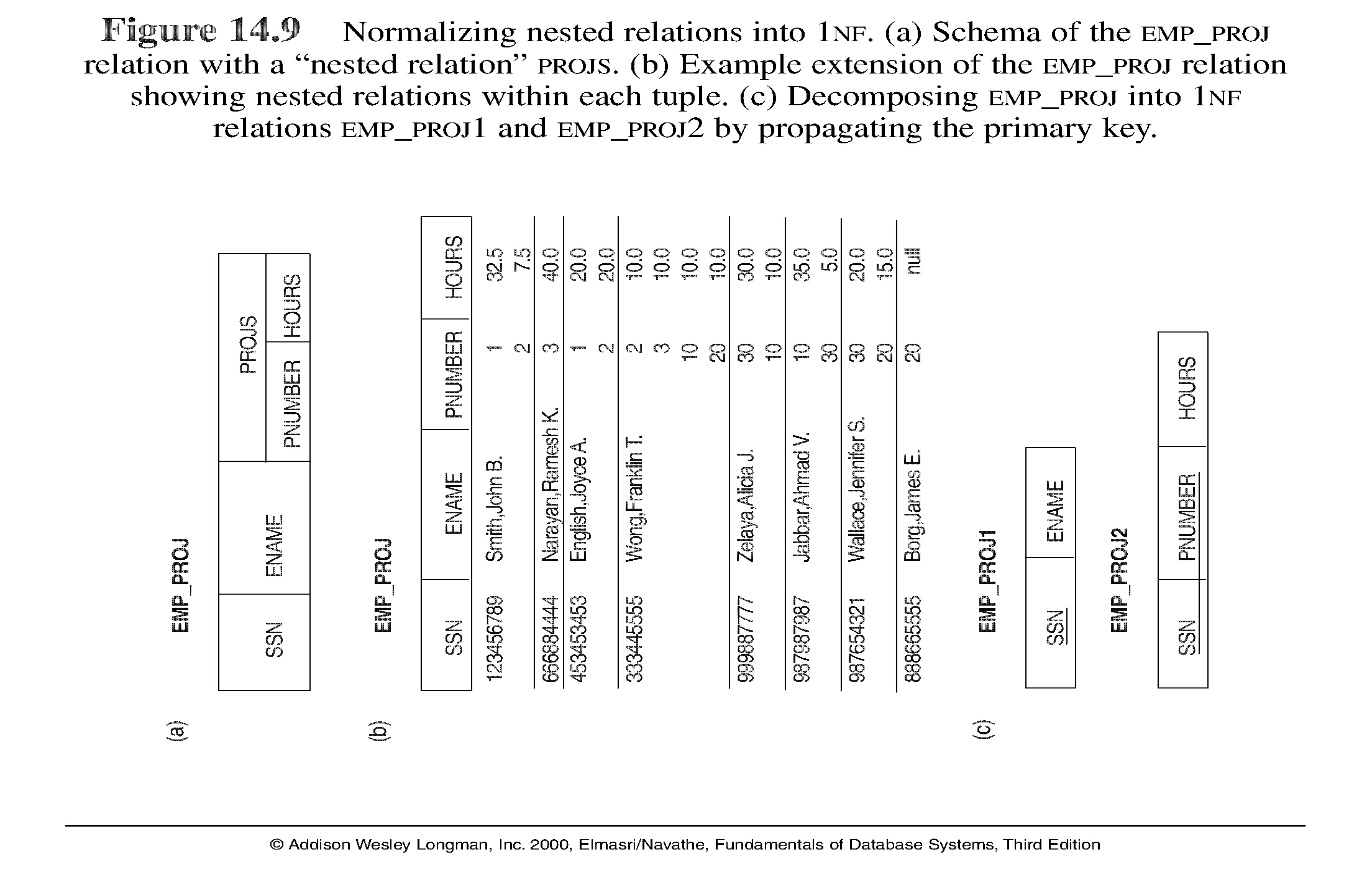 Figure 14.9 Normalizing nested relations into 1NF. (a) Schema of the EMP_PROJ
relation with a “nested relation” PROJS. (b) Example extension of the EMP_PROJ relation
showing nested relations within each tuple. (c) Decomposing EMP_PROJ into 1NF
relations EMP_PROJ1 and EMP_PROJ2 by propagating the primary key.
(a) EMP_PROJ
PROJS
SSN ENAME PNUMBER HOURS
(b) EMP_PROJ
SSN ENAME PNUMBER HOURS
123456789 Smith,John B. 1 32.5
2 7.5
666884444 Narayan,Ramesh K. 3 40.0
453453453 English,Joyce A. 1 20.0
2 20.0
333445555 Wong,Franklin T. 2 10.0
3 10.0
10 10.0
20 10.0
999887777 Zelaya,Alicia J. 30 30.0
10 10.0
987987987 Jabbar,Ahmad V. 10 35.0
30 5.0
987654321 Wallace,Jennifer S. 30 20.0
20 15.0
888665555 Borg,James E. 20 null
(c) EMP_PROJ1
SSN ENAME
EMP_PROJ2
SSN PNUMBER HOURS
© Addison Wesley Longman, Inc. 2000, Elmasri/Navathe, Fundamentals of Database Systems, Third Edition